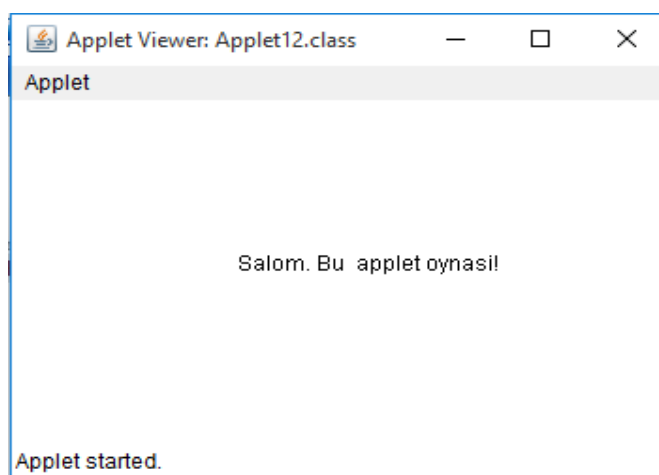 Applet Viewer: Applet12.class
Applet
Salom. Bu  applet oynasi!
Applet started.